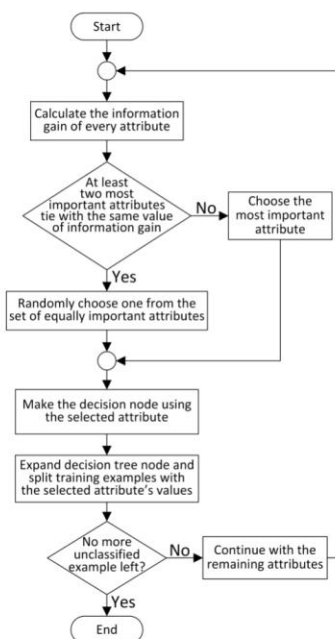 Start
Calculate the information
gain of every attribute
At least
two most
important attributes
tie with the same value
of information gain
No
Choose the
most important
attribute
Yes
Randomly choose one from the
set of equally important attributes
Make the decision node using
the selected attribute
Expand decision tree node and
split training examples with
the selected attribute's values
No more
unclassified
example left?
No
Continue with the
remaining attributes
Yes
End